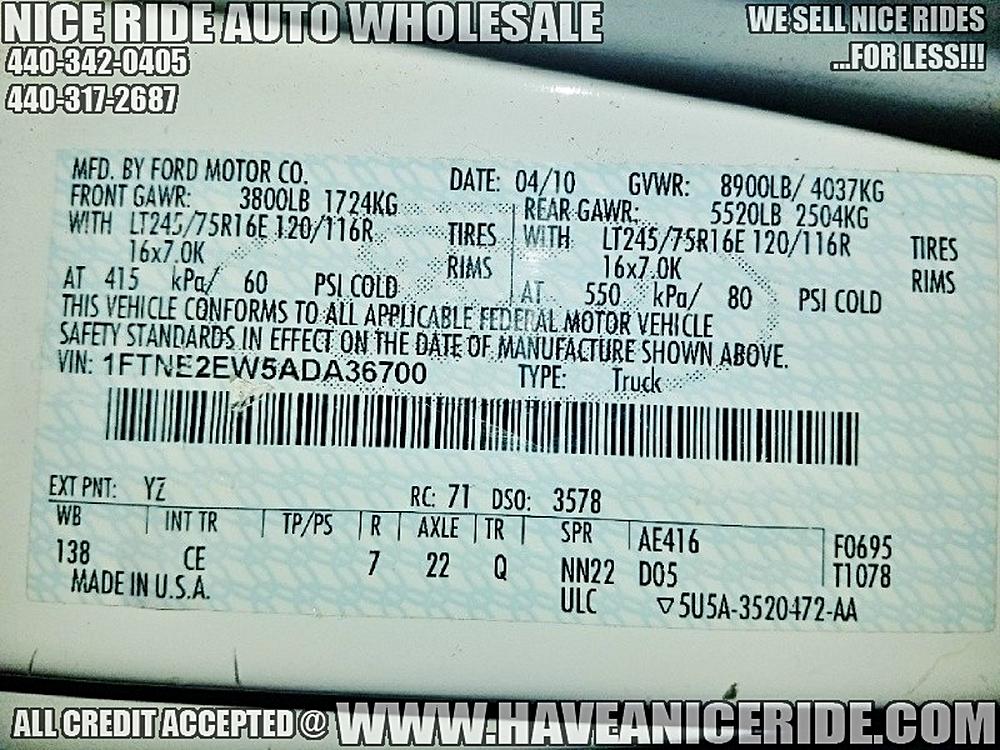 NICE RIDE AUTO WHOLESALE
WE SELL NICE RIDES
440-342-0405
...FOR LESS!!!
440-317-2687
MFD. BY FORD MOTOR CO. DATE: 04/10 GVWR: 8900LB/ 4037KG
FRONT GAWR: 3800LB 1724KG REAR GAWR: 5520LB 2504KG
WITH LT245/75R16E 120/116R TIRES WITH LT245/75R16E 120/116R TIRES
16x7.0K RIMS 16x7.0K RIMS
AT 415 kPa/ 60 PSI COLD AT 550 kPa/ 80 PSI COLD
THIS VEHICLE CONFORMS TO ALL APPLICABLE FEDERAL MOTOR VEHICLE
SAFETY STANDARDS IN EFFECT ON THE DATE OF MANUFACTURE SHOWN ABOVE.
VIN: 1FTNE2EW5ADA36700 TYPE: Truck
EXT PNT: YZ RC: 71 DSO: 3578
WB INT TR TP/PS R AXLE TR SPR AE416 F0695
138 CE 7 22 Q NN22 D05 T1078
MADE IN U.S.A. ULC ▽5U5A-3520472-AA
ALL CREDIT ACCEPTED @ WWW.HAVEANICERIDE.COM